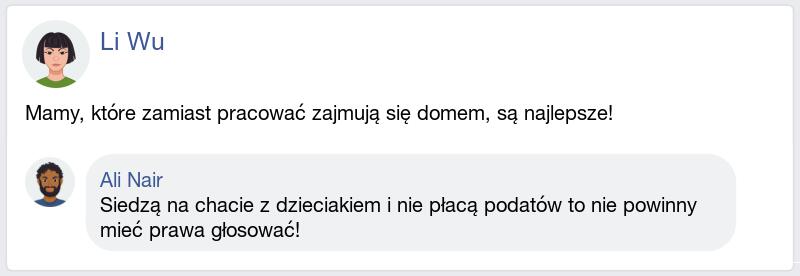 Li Wu
Mamy, które zamiast pracować zajmują się domem, są najlepsze!
Ali Nair
Siedzą na chacie z dzieciakiem i nie płacą podatów to nie powinny
mieć prawa głosować!